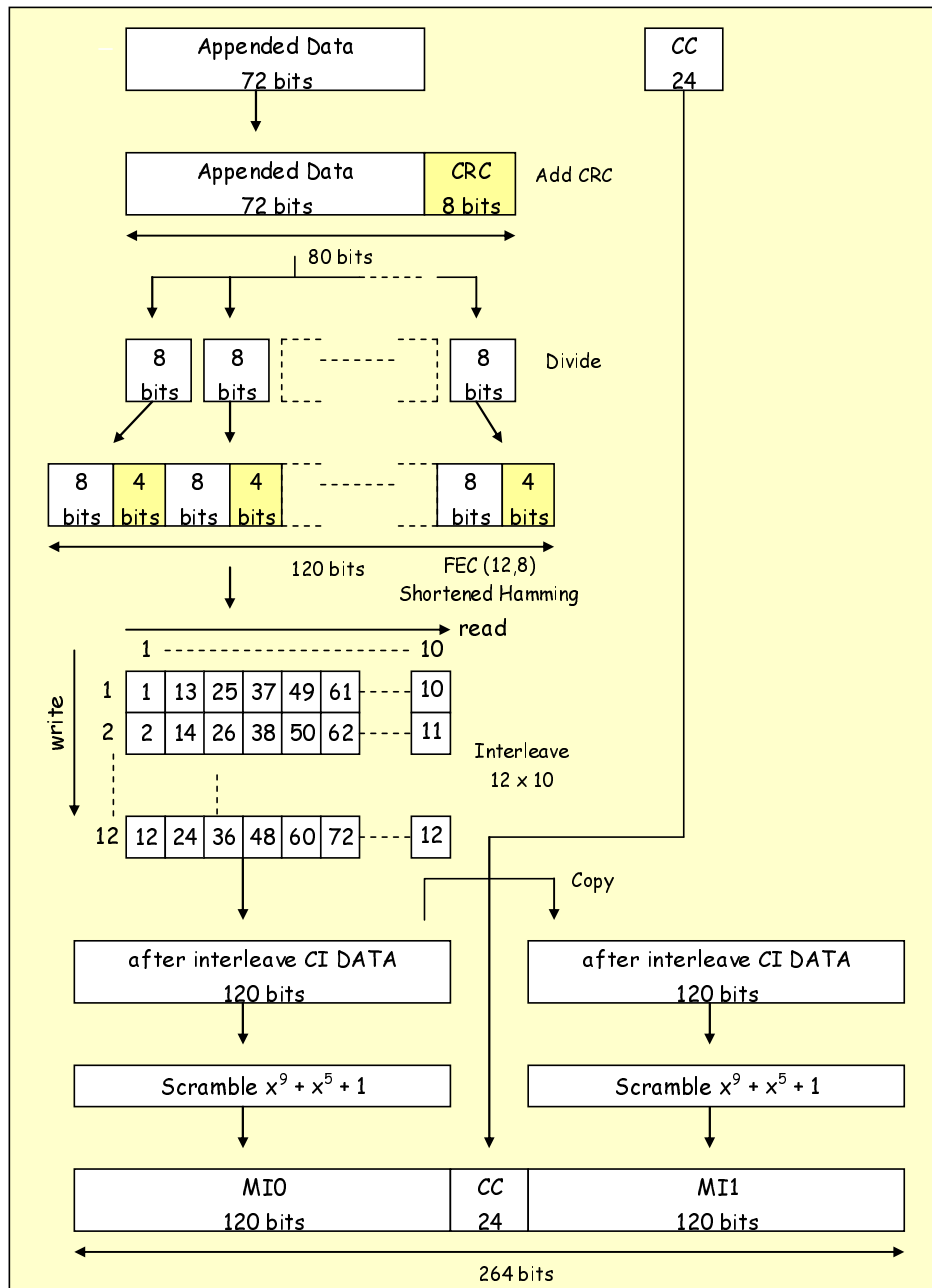 Appended Data
72 bits
CC
24
Appended Data
72 bits
CRC
8 bits
Add CRC
80 bits
8
bits
8
bits
8
bits
Divide
8
bits
4
bits
8
bits
4
bits
8
bits
4
bits
120 bits
FEC (12,8)
Shortened Hamming
read
1 10
write
1 1 13 25 37 49 61 10
2 2 14 26 38 50 62 11
Interleave
12 x 10
12 12 24 36 48 60 72 12
Copy
after interleave CI DATA
120 bits
after interleave CI DATA
120 bits
Scramble x⁹ + x⁵ + 1
Scramble x⁹ + x⁵ + 1
MI0
120 bits
CC
24
MI1
120 bits
264 bits